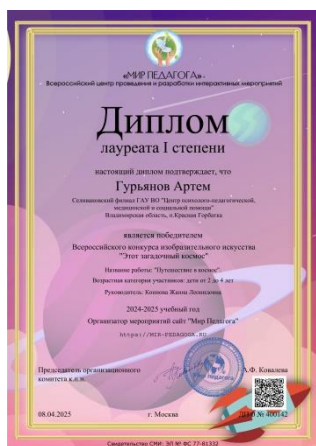 «МИР ПЕДАГОГА»
Всероссийский центр проведения и разработки интерактивных мероприятий
Диплом
лауреата I степени
настоящий диплом подтверждает, что
Гурьянов Артем
Селивановский филиал ГАУ ВО "Центр психолого-педагогической,
медицинской и социальной помощи"
Владимирская область, п.Красная Горбатка
является победителем
Всероссийского конкурса изобразительного искусства
"Этот загадочный космос"
Название работы: "Путешествие в космос".
Возрастная категория участников: дети от 2 до 4 лет
Руководитель: Жанна Леонидовна
2024-2025 учебный год
Организатор мероприятий сайт "Мир Педагога"
https://MIR-PEDAGOGA.RU
Председатель организационного
комитета к.п.н.
А.Ф. Ковалева
08.04.2025
г. Москва
№ 400142
Свидетельство СМИ: ЭЛ № ФС 77-81332